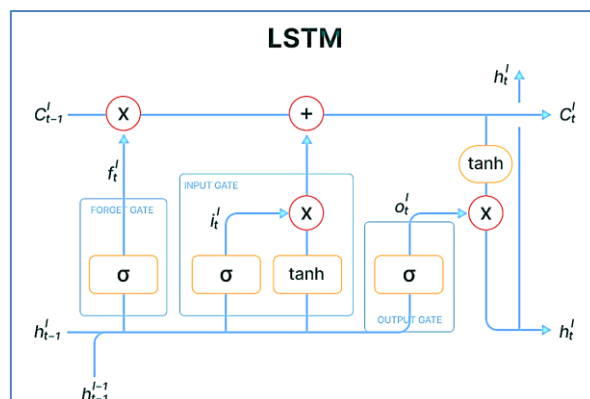 LSTM
h_t^l
C_{t-1}^l
x
+
C_t^l
tanh
f_t^l
INPUT GATE
FORGET GATE
i_t^l
x
o_t^l
x
σ
σ
tanh
σ
h_{t-1}^l
OUTPUT GATE
h_t^l
h_{t-1}^{l-1}